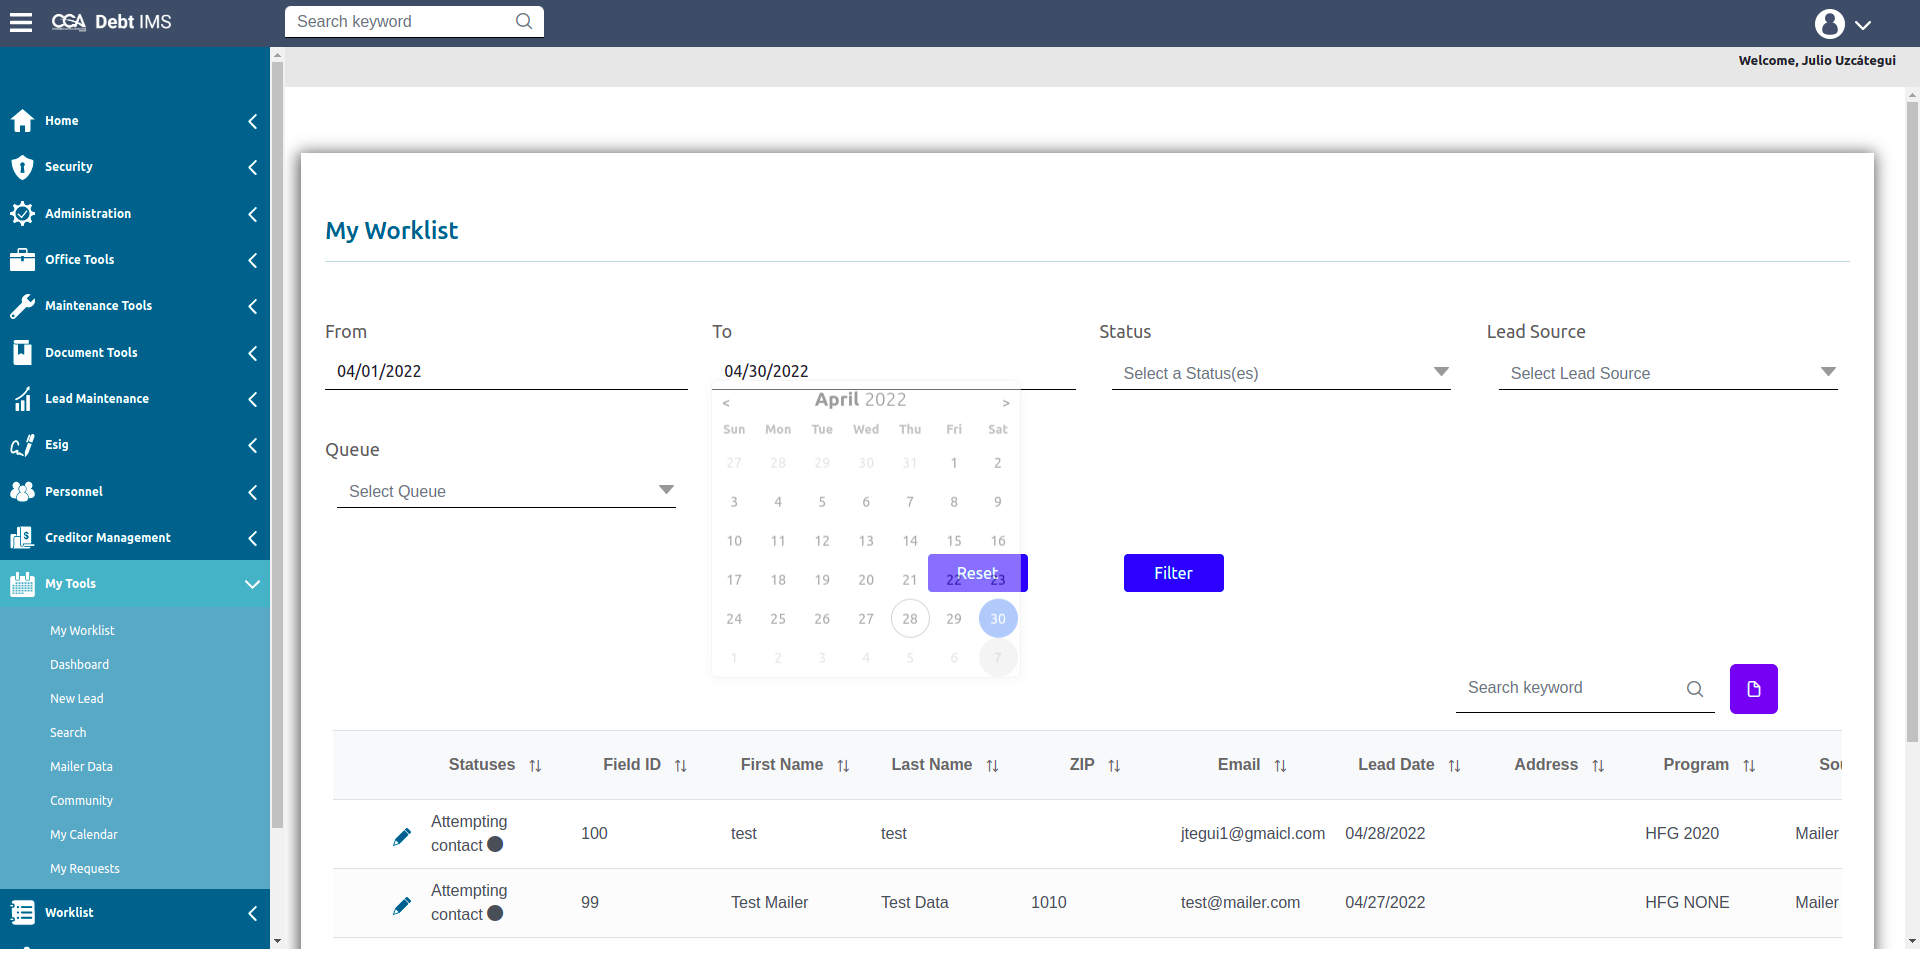 CGA Debt IMS
Search keyword
Welcome, Julio Uzcátegui
Home
Security
Administration
Office Tools
Maintenance Tools
Document Tools
Lead Maintenance
Esig
Personnel
Creditor Management
My Tools
My Worklist
Dashboard
New Lead
Search
Mailer Data
Community
My Calendar
My Requests
Worklist
My Worklist
From To Status Lead Source
04/01/2022 04/30/2022 Select a Status(es) Select Lead Source
Queue
Select Queue
< April 2022 >
Sun Mon Tue Wed Thu Fri Sat
27 28 29 30 31 1 2
3 4 5 6 7 8 9
10 11 12 13 14 15 16
17 18 19 20 21 22 23
24 25 26 27 28 29 30
1 2 3 4 5 6 7
Reset Filter
Search keyword
Statuses Field ID First Name Last Name ZIP Email Lead Date Address Program Sou
Attempting contact 100 test test jtegui1@gmaicl.com 04/28/2022 HFG 2020 Mailer
Attempting contact 99 Test Mailer Test Data 1010 test@mailer.com 04/27/2022 HFG NONE Mailer